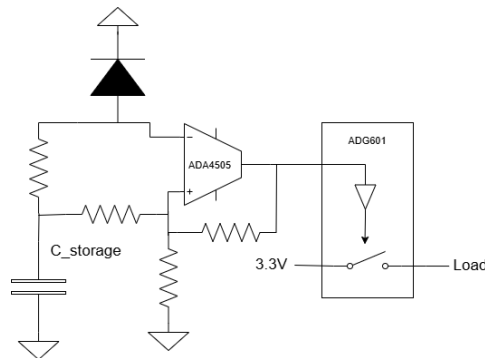 ADG601
ADA4505
−
+
C_storage
3.3V
Load